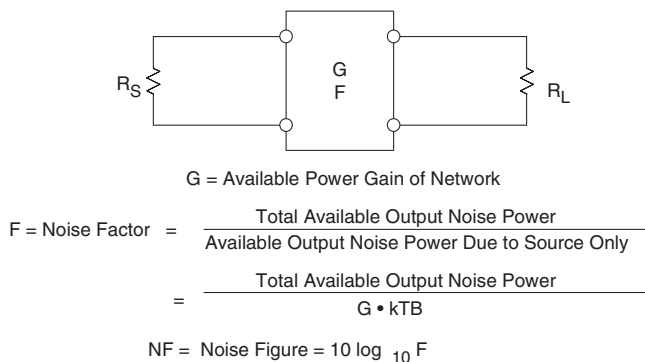 G
F
R_S
R_L
G = Available Power Gain of Network
F = Noise Factor = Total Available Output Noise Power
Available Output Noise Power Due to Source Only
= Total Available Output Noise Power
G • kTB
NF = Noise Figure = 10 log 10 F